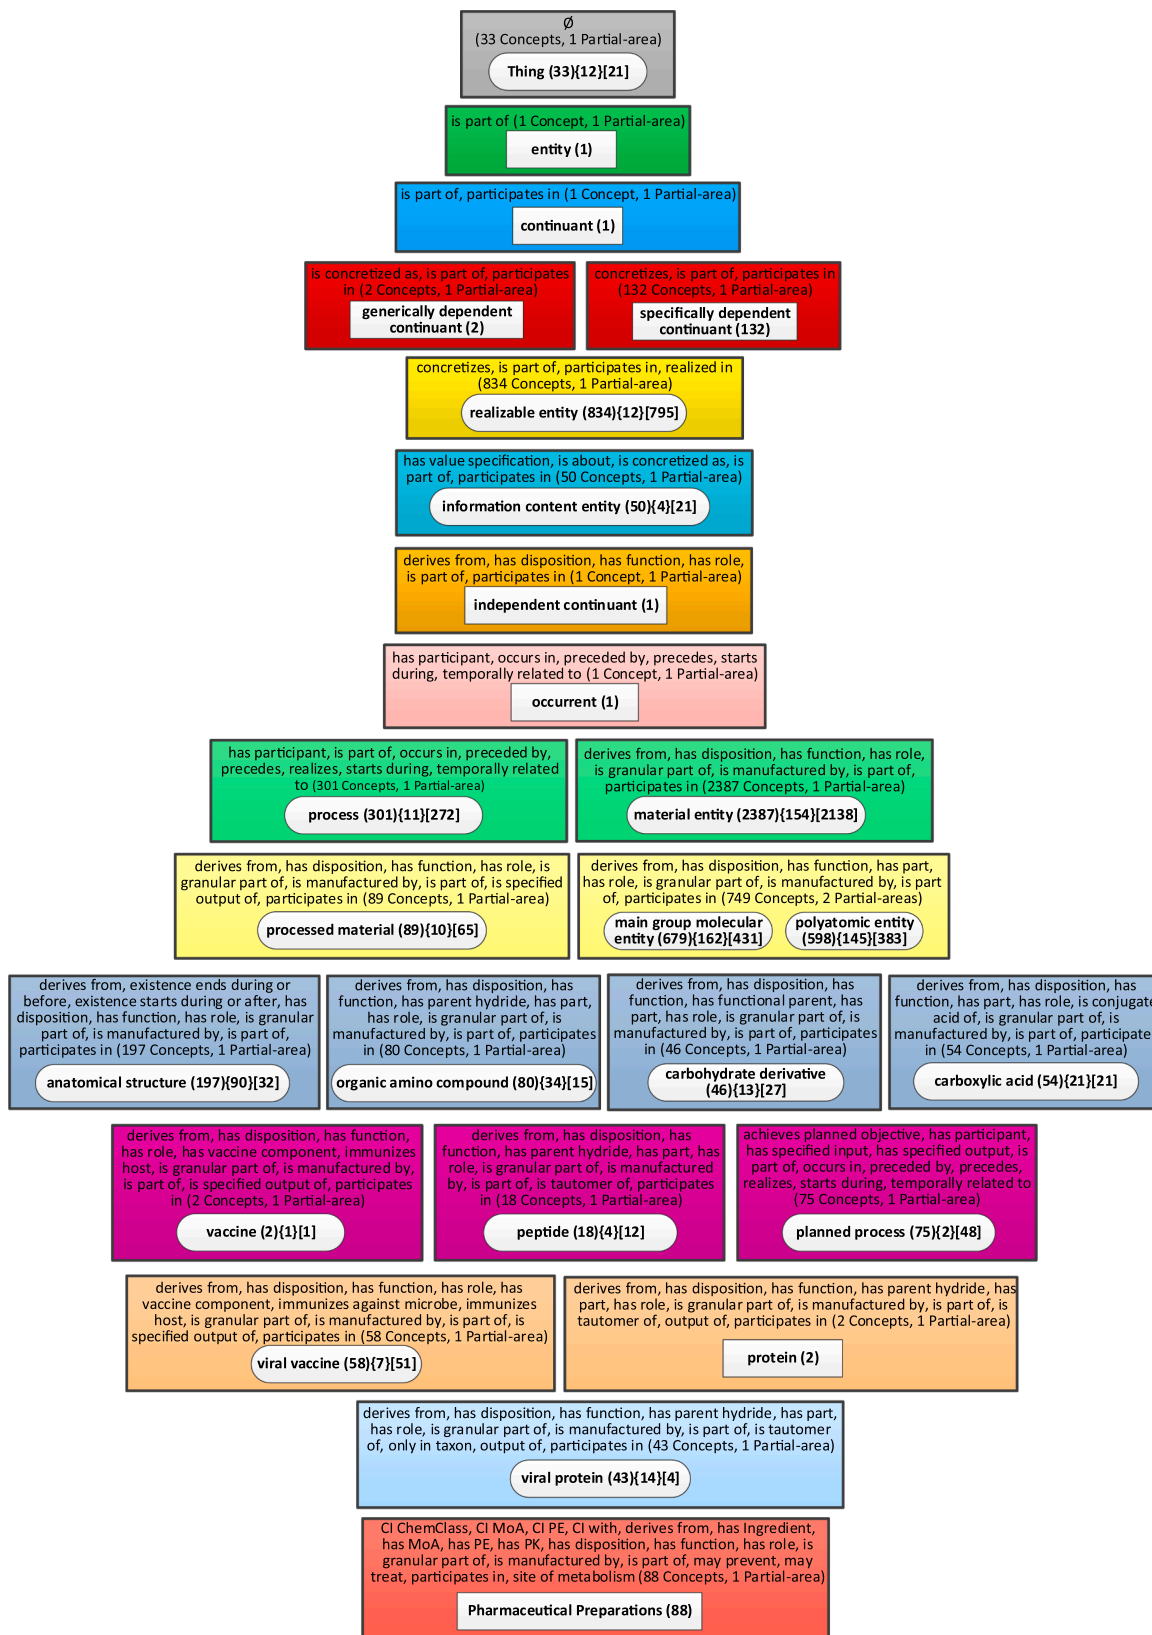 Ø
(33 Concepts, 1 Partial-area)
Thing (33){12}[21]
is part of (1 Concept, 1 Partial-area)
entity (1)
is part of, participates in (1 Concept, 1 Partial-area)
continuant (1)
is concretized as, is part of, participates
in (2 Concepts, 1 Partial-area)
generically dependent
continuant (2)
concretizes, is part of, participates in
(132 Concepts, 1 Partial-area)
specifically dependent
continuant (132)
concretizes, is part of, participates in, realized in
(834 Concepts, 1 Partial-area)
realizable entity (834){12}[795]
has value specification, is about, is concretized as, is
part of, participates in (50 Concepts, 1 Partial-area)
information content entity (50){4}[21]
derives from, has disposition, has function, has role,
is part of, participates in (1 Concept, 1 Partial-area)
independent continuant (1)
has participant, occurs in, preceded by, precedes, starts
during, temporally related to (1 Concept, 1 Partial-area)
occurrent (1)
has participant, is part of, occurs in, preceded by,
precedes, realizes, starts during, temporally related
to (301 Concepts, 1 Partial-area)
process (301){11}[272]
derives from, has disposition, has function, has role,
is granular part of, is manufactured by, is part of,
participates in (2387 Concepts, 1 Partial-area)
material entity (2387){154}[2138]
derives from, has disposition, has function, has role, is
granular part of, is manufactured by, is part of, is specified
output of, participates in (89 Concepts, 1 Partial-area)
processed material (89){10}[65]
derives from, has disposition, has function, has part,
has role, is granular part of, is manufactured by, is part
of, participates in (749 Concepts, 2 Partial-areas)
main group molecular
entity (679){162}[431]
polyatomic entity
(598){145}[383]
derives from, existence ends during or
before, existence starts during or after, has
disposition, has function, has role, is granular
part of, is manufactured by, is part of,
participates in (197 Concepts, 1 Partial-area)
anatomical structure (197){90}[32]
derives from, has disposition, has
function, has parent hydride, has part,
has role, is granular part of, is
manufactured by, is part of, participates
in (80 Concepts, 1 Partial-area)
organic amino compound (80){34}[15]
derives from, has disposition, has
function, has functional parent, has
part, has role, is granular part of, is
manufactured by, is part of, participates
in (46 Concepts, 1 Partial-area)
carbohydrate derivative
(46){13}[27]
derives from, has disposition, has
function, has part, has role, is conjugate
acid of, is granular part of, is
manufactured by, is part of, participates
in (54 Concepts, 1 Partial-area)
carboxylic acid (54){21}[21]
derives from, has disposition, has function,
has role, has vaccine component, immunizes
host, is granular part of, is manufactured by,
is part of, is specified output of, participates
in (2 Concepts, 1 Partial-area)
vaccine (2){1}[1]
derives from, has disposition, has
function, has parent hydride, has part, has
role, is granular part of, is manufactured
by, is part of, is tautomer of, participates
in (18 Concepts, 1 Partial-area)
peptide (18){4}[12]
achieves planned objective, has participant,
has specified input, has specified output, is
part of, occurs in, preceded by, precedes,
realizes, starts during, temporally related to
(75 Concepts, 1 Partial-area)
planned process (75){2}[48]
derives from, has disposition, has function, has role, has
vaccine component, immunizes against microbe, immunizes
host, is granular part of, is manufactured by, is part of, is
specified output of, participates in (58 Concepts, 1 Partial-area)
viral vaccine (58){7}[51]
derives from, has disposition, has function, has parent hydride, has
part, has role, is granular part of, is manufactured by, is part of, is
tautomer of, output of, participates in (2 Concepts, 1 Partial-area)
protein (2)
derives from, has disposition, has function, has parent hydride, has part,
has role, is granular part of, is manufactured by, is part of, is tautomer
of, only in taxon, output of, participates in (43 Concepts, 1 Partial-area)
viral protein (43){14}[4]
CI ChemClass, CI MoA, CI PE, CI with, derives from, has Ingredient,
has MoA, has PE, has PK, has disposition, has function, has role, is
granular part of, is manufactured by, is part of, may prevent, may
treat, participates in, site of metabolism (88 Concepts, 1 Partial-area)
Pharmaceutical Preparations (88)